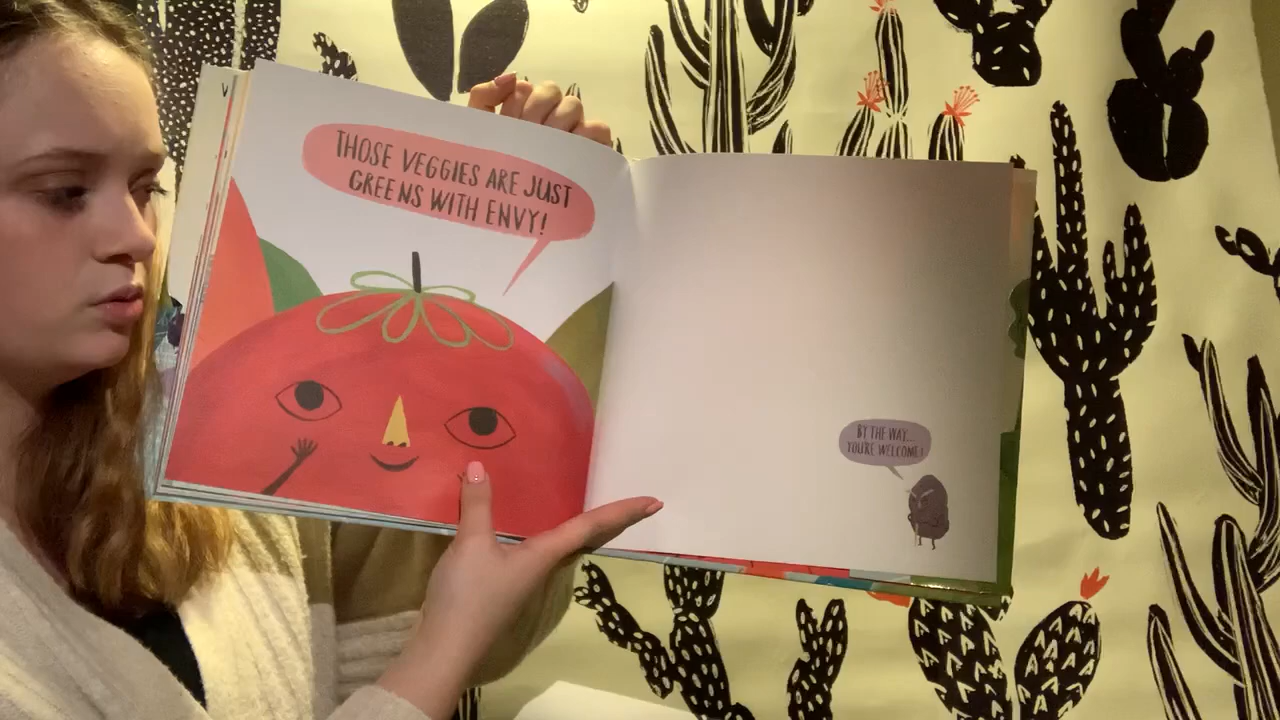 THOSE VEGGIES ARE JUST
GREENS WITH ENVY!
BY THE WAY...
YOU'RE WELCOME!